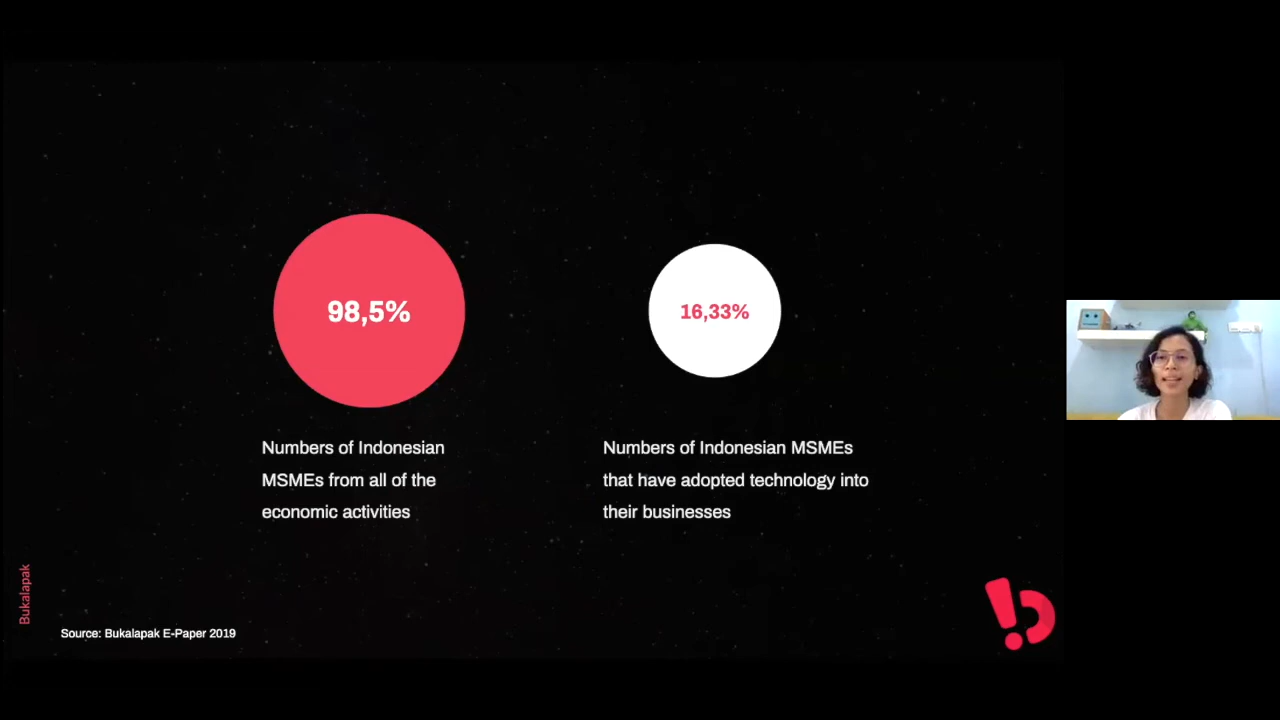 98,5%
16,33%
Numbers of Indonesian
MSMEs from all of the
economic activities
Numbers of Indonesian MSMEs
that have adopted technology into
their businesses
Bukalapak
Source: Bukalapak E-Paper 2019